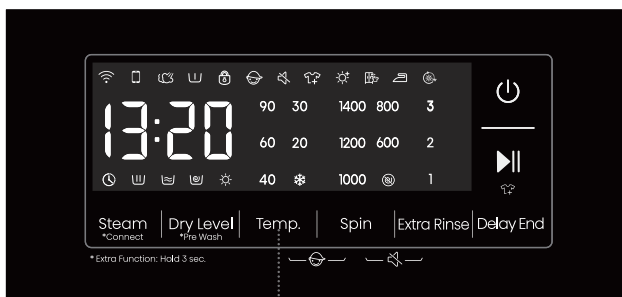 13:20
90 30 1400 800 3
60 20 1200 600 2
40 1000 1
Steam Dry Level Temp. Spin Extra Rinse Delay End
*Connect *Pre Wash
* Extra Function: Hold 3 sec.